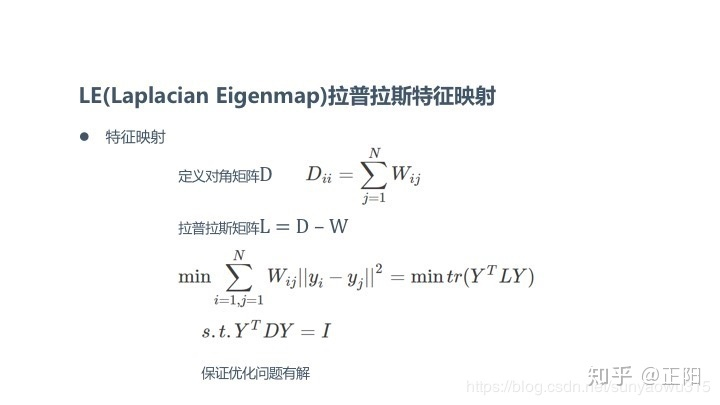 LE(Laplacian Eigenmap)拉普拉斯特征映射
● 特征映射
定义对角矩阵D D_{ii} = \sum_{j=1}^{N} W_{ij}
拉普拉斯矩阵L = D – W
\min \sum_{i=1,j=1}^{N} W_{ij}||y_i - y_j||^2 = \min tr(Y^T LY)
s.t.Y^T DY = I
保证优化问题有解
知乎 @正阳
https://blog.csdn.net/sunyaowu315